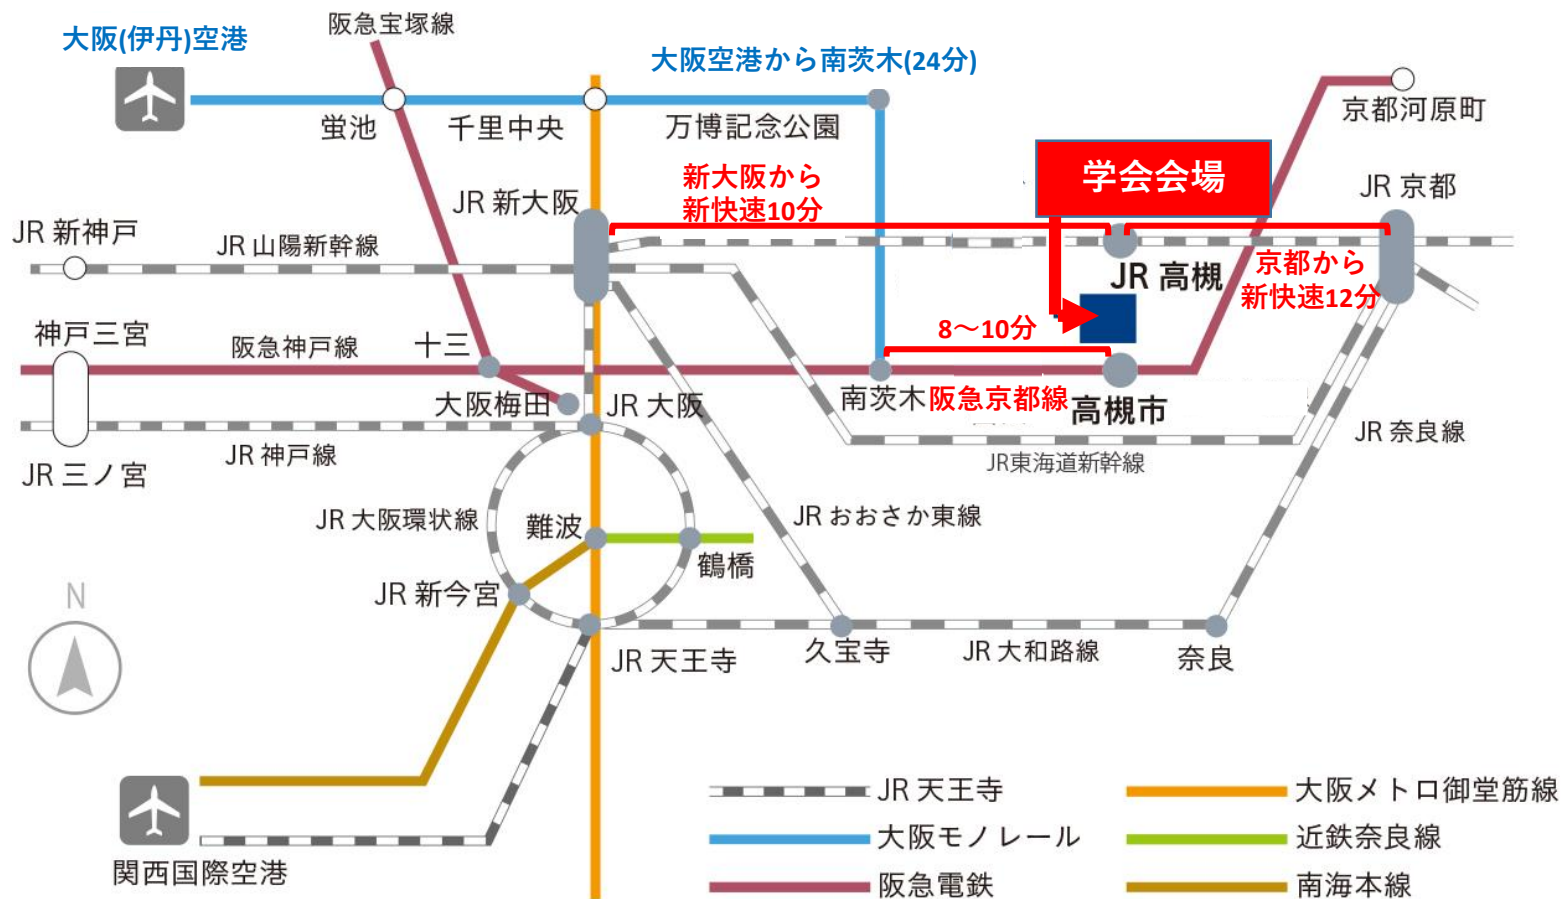 大阪(伊丹)空港
阪急宝塚線
大阪空港から南茨木(24分)
蛍池
千里中央
万博記念公園
京都河原町
学会会場
新大阪から
新快速10分
JR 新大阪
JR 京都
JR 新神戸
JR 山陽新幹線
JR 高槻
京都から
新快速12分
神戸三宮
阪急神戸線
十三
8～10分
大阪梅田
JR 大阪
南茨木
阪急京都線
高槻市
JR 神戸線
JR 三ノ宮
JR東海道新幹線
JR 奈良線
JR 大阪環状線
難波
JR おおさか東線
鶴橋
JR 新今宮
N
JR 天王寺
久宝寺
JR 大和路線
奈良
関西国際空港
JR 天王寺
大阪メトロ御堂筋線
大阪モノレール
近鉄奈良線
阪急電鉄
南海本線